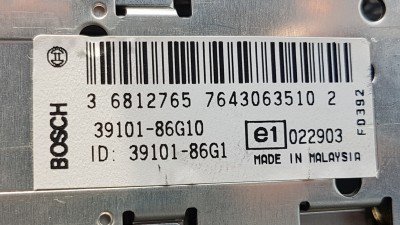 BOSCH
3 6812765 7643063510 2
39101-86G10
ID: 39101-86G1
e1 022903
MADE IN MALAYSIA
FD392